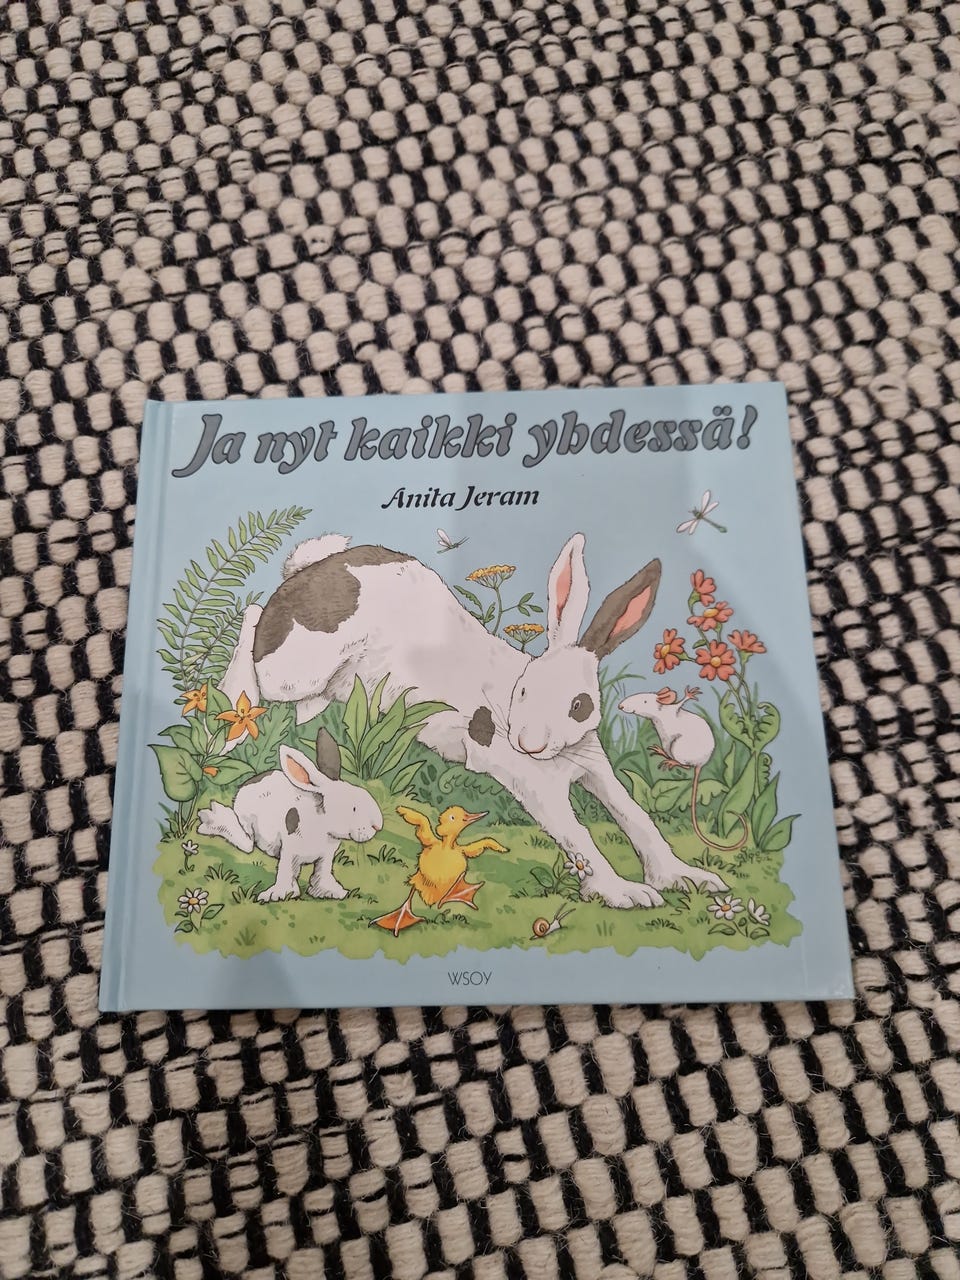 Ja nyt kaikki yhdessä!
Anita Jeram
WSOY